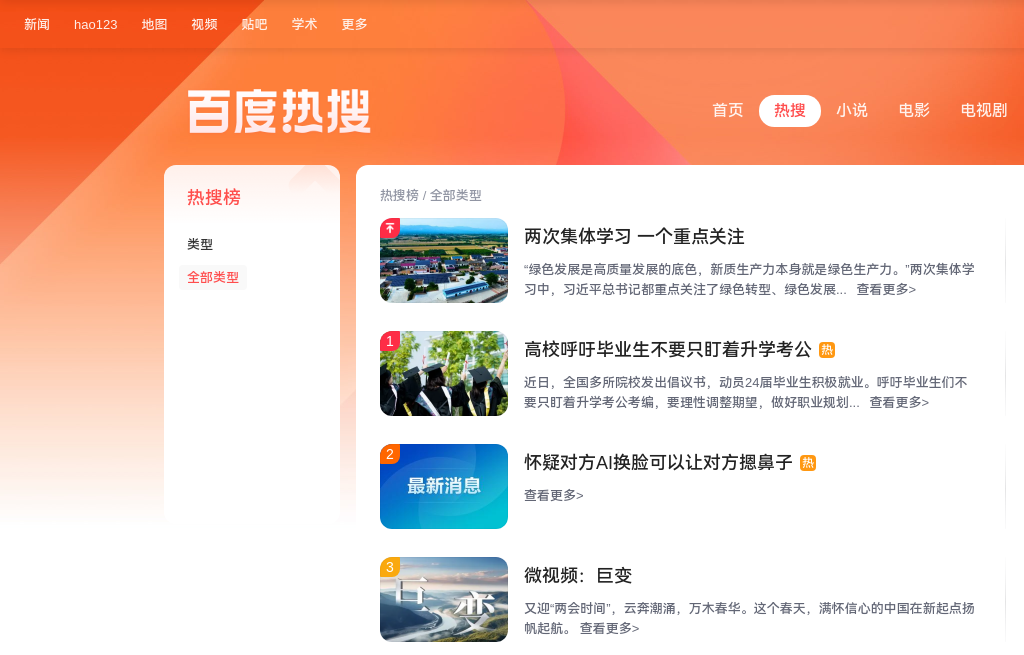 新闻 hao123 地图 视频 贴吧 学术 更多
百度热搜
首页 热搜 小说 电影 电视剧
热搜榜
类型
全部类型
热搜榜 / 全部类型
两次集体学习 一个重点关注
“绿色发展是高质量发展的底色，新质生产力本身就是绿色生产力。”两次集体学
习中，习近平总书记都重点关注了绿色转型、绿色发展... 查看更多>
1
高校呼吁毕业生不要只盯着升学考公 热
近日，全国多所院校发出倡议书，动员24届毕业生积极就业。呼吁毕业生们不
要只盯着升学考公考编，要理性调整期望，做好职业规划... 查看更多>
2
最新消息
怀疑对方AI换脸可以让对方摁鼻子 热
查看更多>
3
巨变
微视频：巨变
又迎“两会时间”，云奔潮涌，万木春华。这个春天，满怀信心的中国在新起点扬
帆起航。 查看更多>